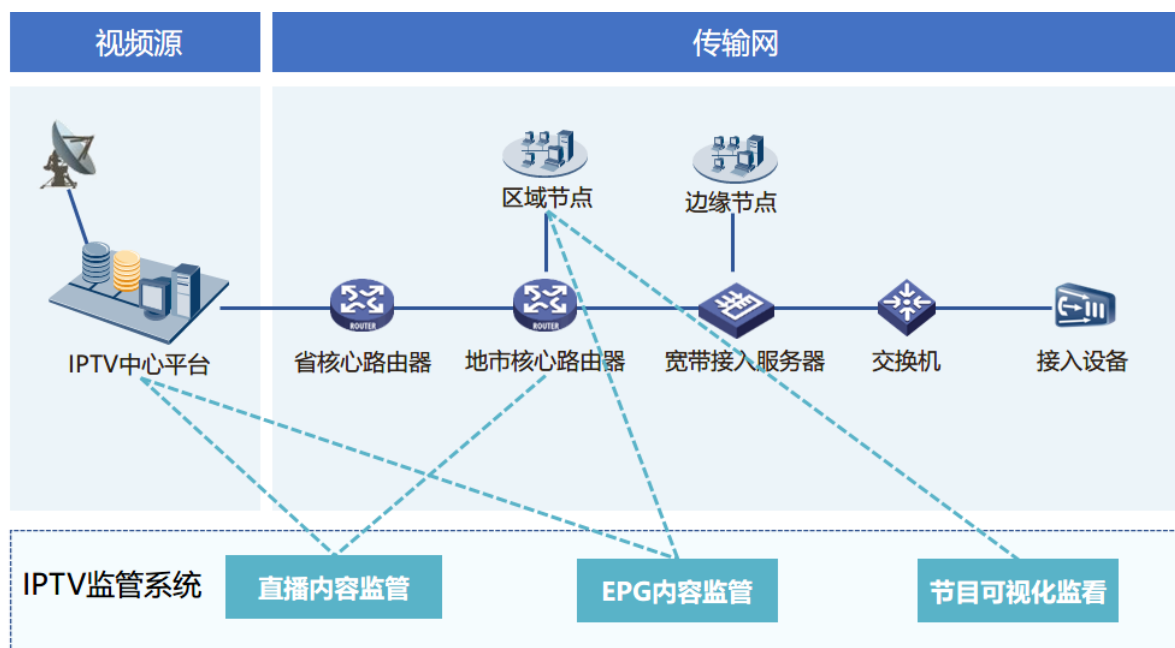 视频源
传输网
区域节点
边缘节点
ROUTER
ROUTER
IPTV中心平台
省核心路由器
地市核心路由器
宽带接入服务器
交换机
接入设备
IPTV监管系统
直播内容监管
EPG内容监管
节目可视化监看